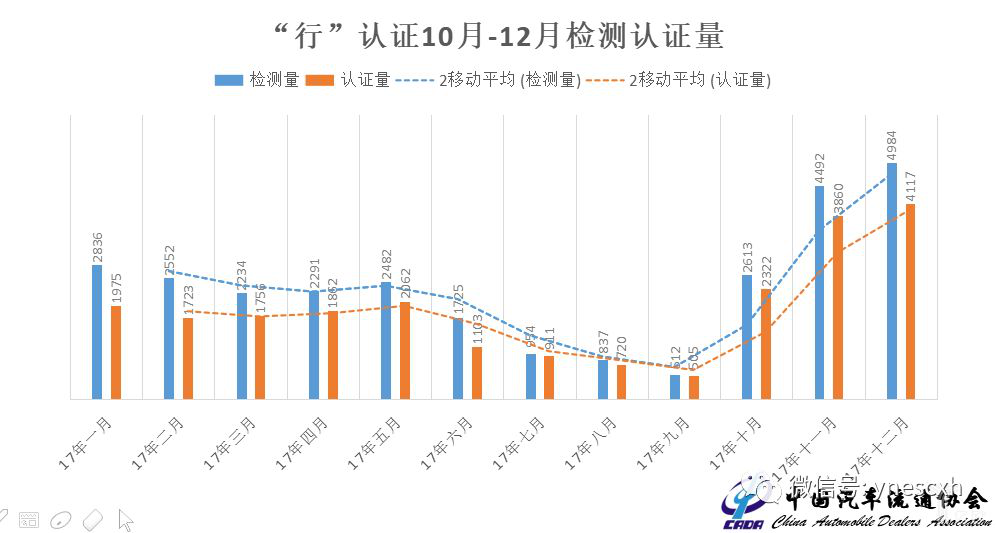 “行”认证10月-12月检测认证量
检测量 认证量 2移动平均 (检测量) 2移动平均 (认证量)
2836 1975
2552 1723
2234 1756
2291 1862
2482 2062
1725 1103
954 911
837 720
512 505
2613 2322
4492 3860
4984 4117
17年一月 17年二月 17年三月 17年四月 17年五月 17年六月 17年七月 17年八月 17年九月 17年十月 17年十一月 17年十二月
微信号: ynescxh
中国汽车流通协会
CADA China Automobile Dealers Association